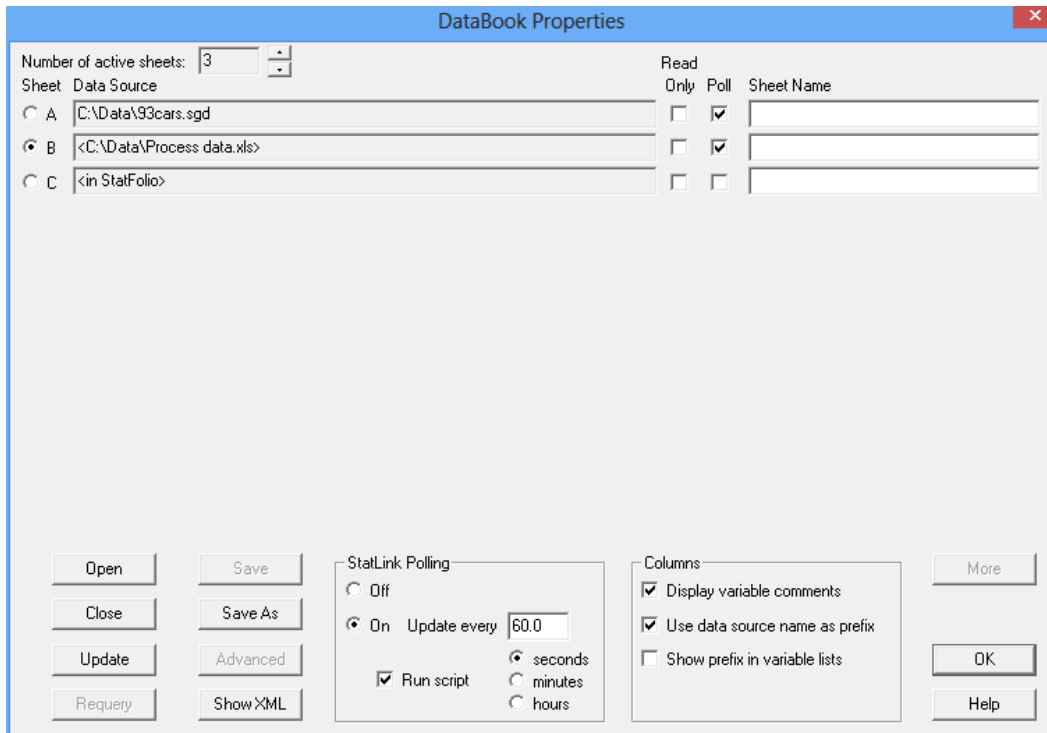 DataBook Properties
Number of active sheets: 3
Read
Sheet Data Source Only Poll Sheet Name
A C:\Data\93cars.sgd
B <C:\Data\Process data.xls>
C <in StatFolio>
Open Save StatLink Polling Columns More
Off Display variable comments
Close Save As On Update every 60.0 Use data source name as prefix
Update Advanced seconds Show prefix in variable lists OK
Run script minutes
Requery Show XML hours Help